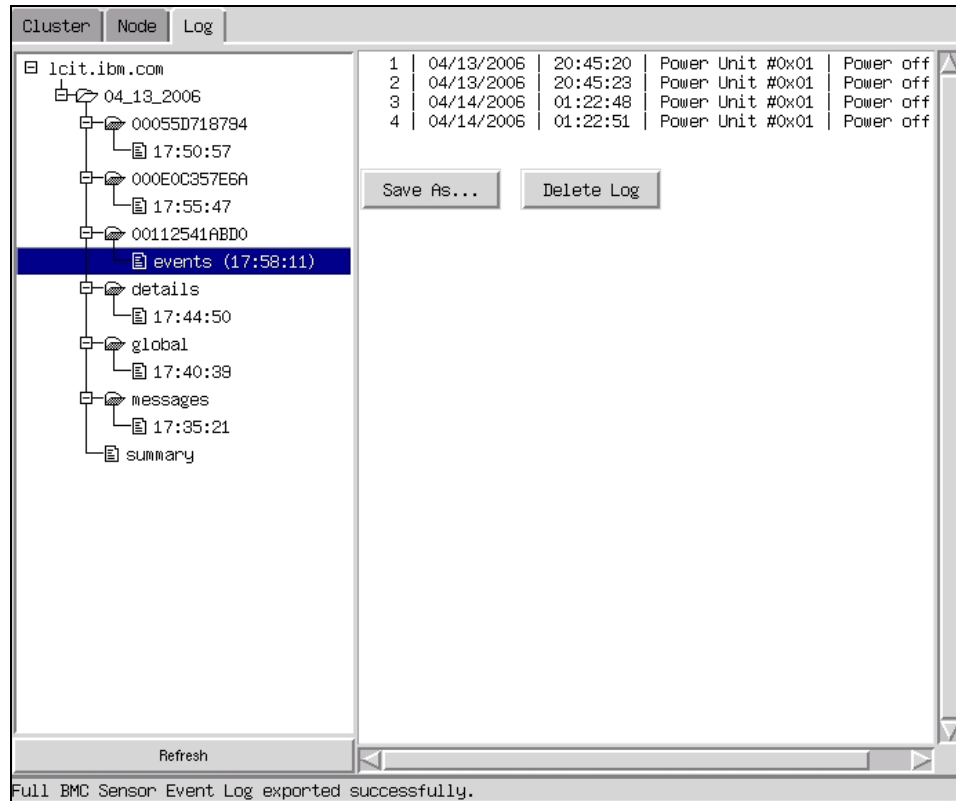 Cluster Node Log
lcit.ibm.com
04_13_2006
00055D718794
17:50:57
000E0C357E6A
17:55:47
00112541ABD0
events (17:58:11)
details
17:44:50
global
17:40:39
messages
17:35:21
summary
Refresh
1 | 04/13/2006 | 20:45:20 | Power Unit #0x01 | Power off
2 | 04/13/2006 | 20:45:23 | Power Unit #0x01 | Power off
3 | 04/14/2006 | 01:22:48 | Power Unit #0x01 | Power off
4 | 04/14/2006 | 01:22:51 | Power Unit #0x01 | Power off
Save As... Delete Log
Full BMC Sensor Event Log exported successfully.